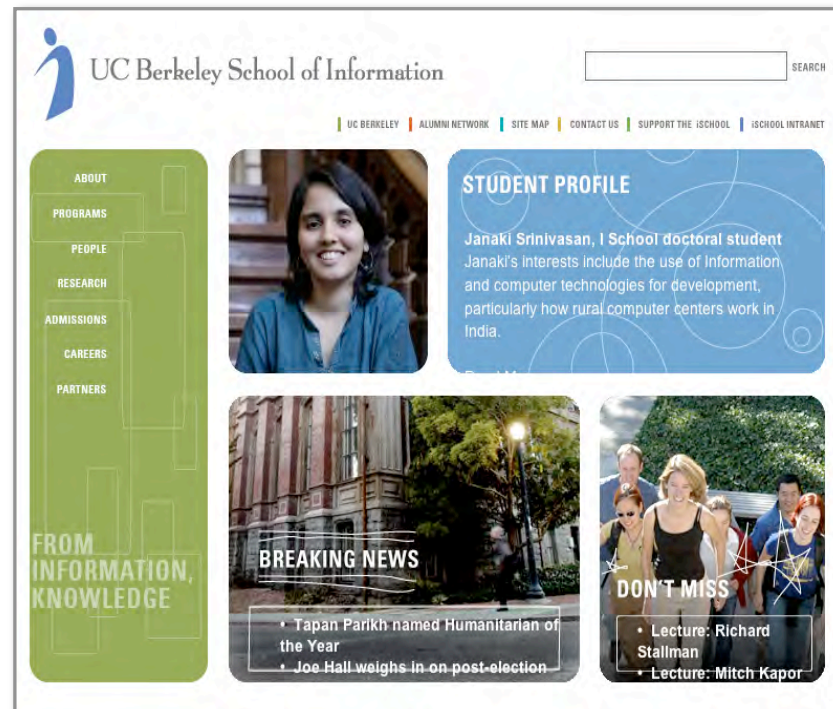 UC Berkeley School of Information
SEARCH
UC BERKELEY ALUMNI NETWORK SITE MAP CONTACT US SUPPORT THE iSCHOOL iSCHOOL INTRANET
ABOUT
PROGRAMS
PEOPLE
RESEARCH
ADMISSIONS
CAREERS
PARTNERS
FROM
INFORMATION,
KNOWLEDGE
STUDENT PROFILE
Janaki Srinivasan, I School doctoral student
Janaki's interests include the use of Information
and computer technologies for development,
particularly how rural computer centers work in
India.
BREAKING NEWS
• Tapan Parikh named Humanitarian of
the Year
• Joe Hall weighs in on post-election
DON'T MISS
• Lecture: Richard
Stallman
• Lecture: Mitch Kapor